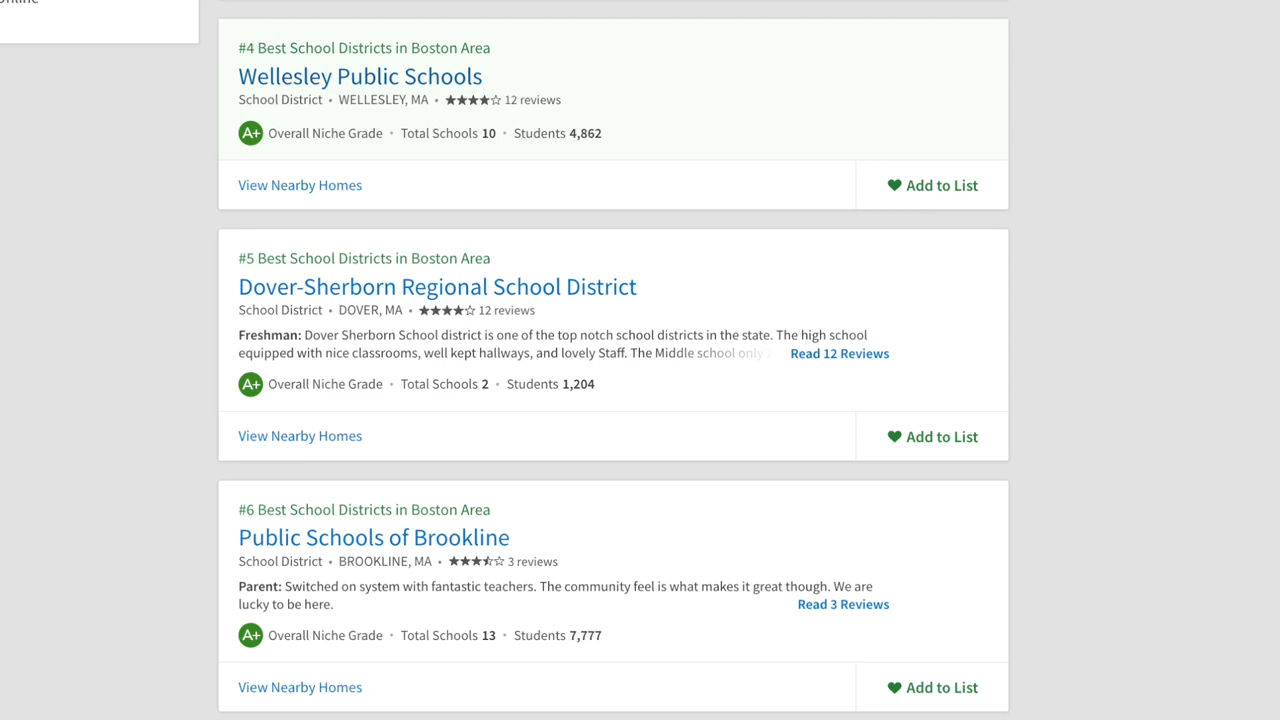 #4 Best School Districts in Boston Area
Wellesley Public Schools
School District • WELLESLEY, MA • ★★★★☆ 12 reviews
A+ Overall Niche Grade • Total Schools 10 • Students 4,862
View Nearby Homes
Add to List
#5 Best School Districts in Boston Area
Dover-Sherborn Regional School District
School District • DOVER, MA • ★★★★☆ 12 reviews
Freshman: Dover Sherborn School district is one of the top notch school districts in the state. The high school
equipped with nice classrooms, well kept hallways, and lovely Staff. The Middle school only Read 12 Reviews
A+ Overall Niche Grade • Total Schools 2 • Students 1,204
View Nearby Homes
Add to List
#6 Best School Districts in Boston Area
Public Schools of Brookline
School District • BROOKLINE, MA • 3 reviews
Parent: Switched on system with fantastic teachers. The community feel is what makes it great though. We are
lucky to be here. Read 3 Reviews
A+ Overall Niche Grade • Total Schools 13 • Students 7,777
View Nearby Homes
Add to List